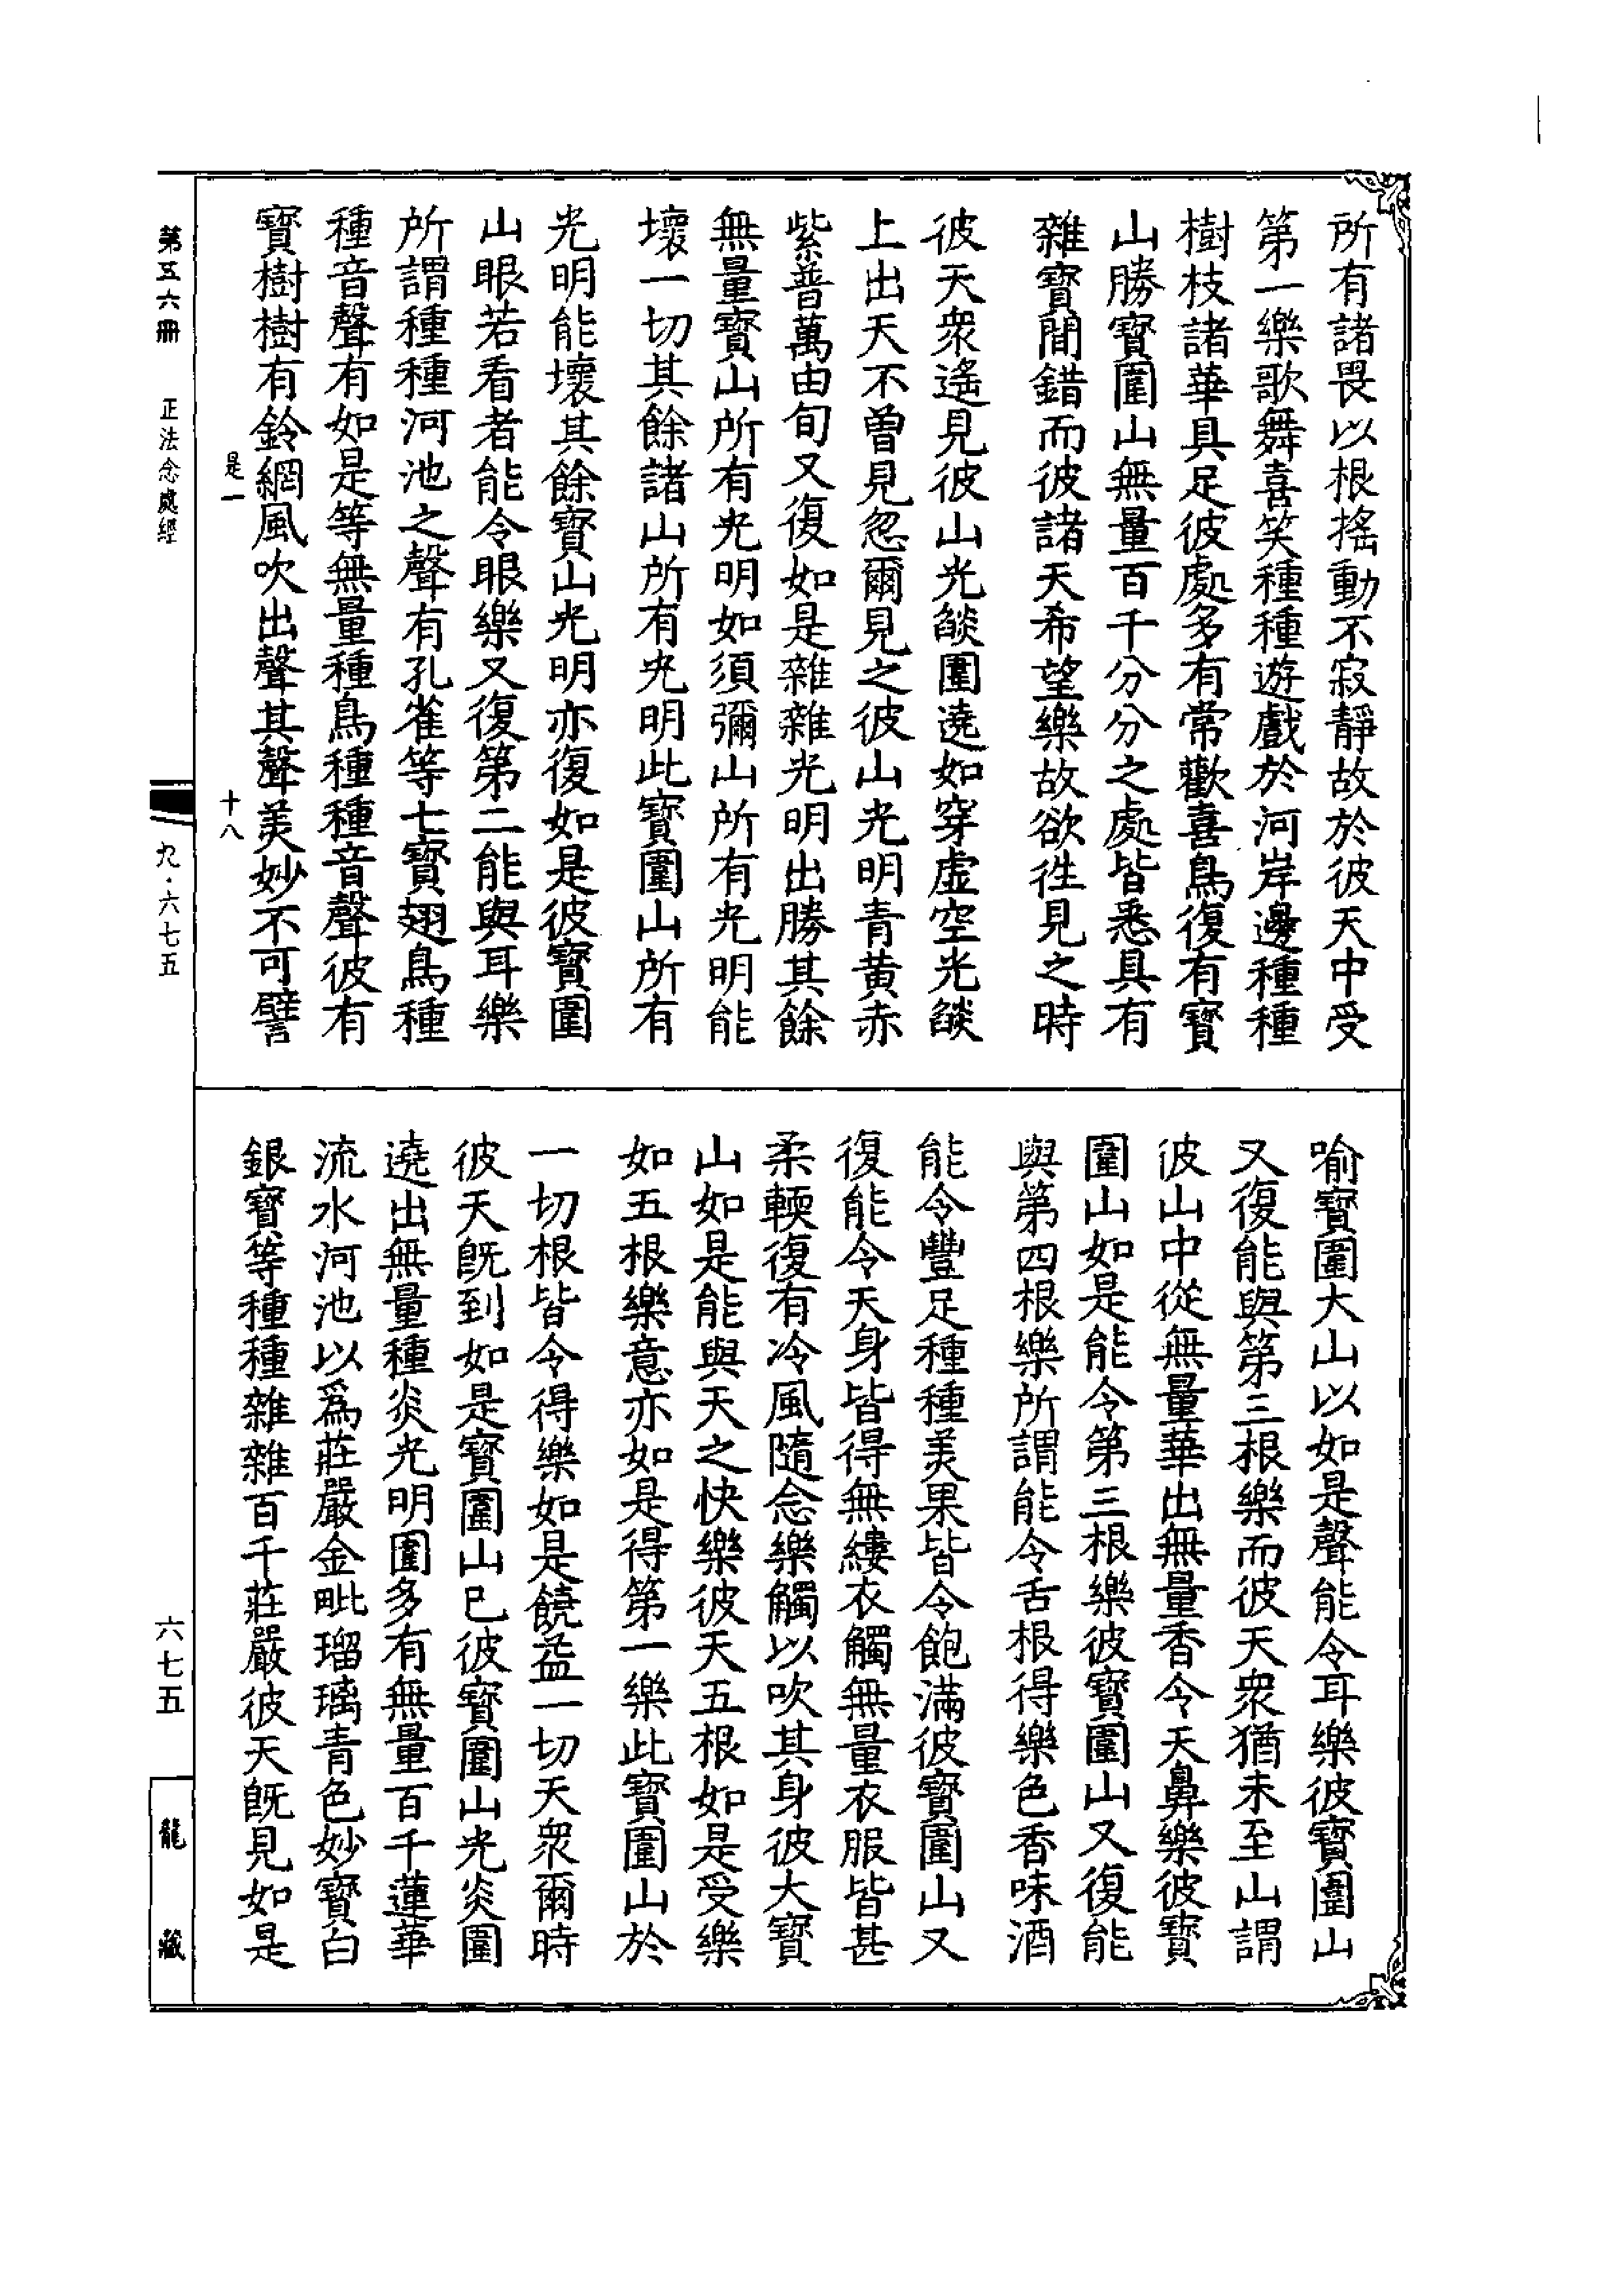 所有諸畏以根搖動不寂靜故於彼天中受
第一樂歌舞喜笑種種遊戲於河岸邊種種
樹枝諸華具足彼處多有常歡喜鳥復有寶
山勝寶圍山無量百千分分之處皆悉具有
雜寶間錯而彼諸天希望樂故欲徃見之時
彼天衆遙見彼山光𦦨圍遶如穿虛空光𦦨
上出天不曾見忽爾見之彼山光明青黃赤
紫普萬由旬又復如是雜雜光明出勝其餘
無量寶山所有光明如須彌山所有光明能
壞一切其餘諸山所有光明此寶圍山所有
光明能壞其餘寶山光明亦復如是彼寶圍
山眼若看者能令眼樂又復第二能與耳樂
所謂種種河池之聲有孔雀等七寶翅鳥種
種音聲有如是等無量種鳥種種音聲彼有
寶樹樹有鈴網風吹出聲其聲美妙不可譬
是一
十八
喻寶圍大山以如是聲能令耳樂彼寶圍山
又復能與第三根樂而彼天衆猶未至山謂
彼山中從無量華出無量香令天鼻樂彼寶
圍山如是能令第三根樂彼寶圍山又復能
與第四根樂所謂能令舌根得樂色香味酒
能令豐足種種美果皆令飽滿彼寶圍山又
復能令天身皆得無縷衣觸無量衣服皆甚
柔輭復有冷風隨念樂觸以吹其身彼大寶
山如是能與天之快樂彼天五根如是受樂
如五根樂意亦如是得第一樂此寶圍山於
一切根皆令得樂如是饒益一切天衆爾時
彼天旣到如是寶圍山已彼寶圍山光炎圍
遶出無量種炎光明圍多有無量百千蓮華
流水河池以爲莊嚴金毗瑠璃青色妙寶白
銀寶等種種雜雜百千莊嚴彼天旣見如是
第五六冊
正法念處經
九·六七五
六七五
龍藏